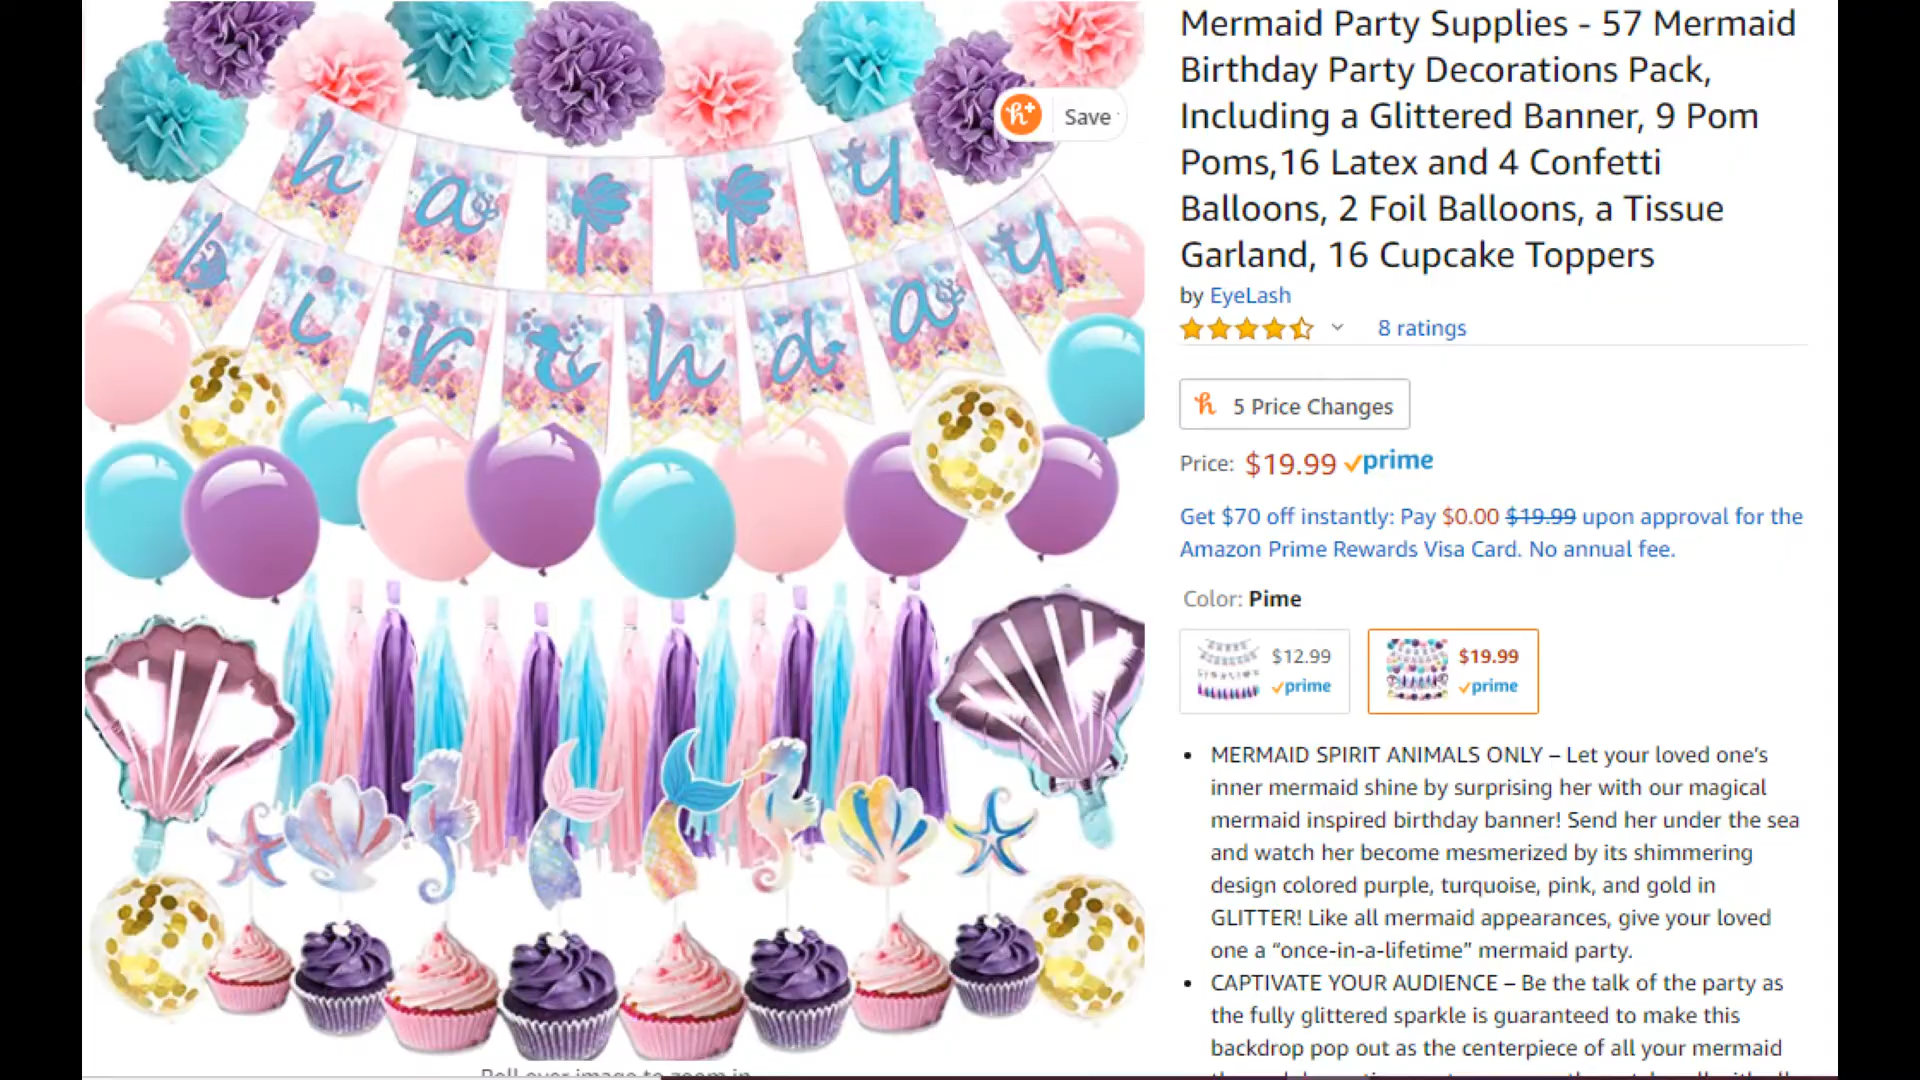 happy
birthday
h+ Save
Mermaid Party Supplies - 57 Mermaid
Birthday Party Decorations Pack,
Including a Glittered Banner, 9 Pom
Poms,16 Latex and 4 Confetti
Balloons, 2 Foil Balloons, a Tissue
Garland, 16 Cupcake Toppers
by EyeLash
8 ratings
h 5 Price Changes
Price: $19.99 prime
Get $70 off instantly: Pay $0.00 $19.99 upon approval for the
Amazon Prime Rewards Visa Card. No annual fee.
Color: Pime
$12.99
prime
$19.99
prime
• MERMAID SPIRIT ANIMALS ONLY – Let your loved one’s
inner mermaid shine by surprising her with our magical
mermaid inspired birthday banner! Send her under the sea
and watch her become mesmerized by its shimmering
design colored purple, turquoise, pink, and gold in
GLITTER! Like all mermaid appearances, give your loved
one a “once-in-a-lifetime” mermaid party.
• CAPTIVATE YOUR AUDIENCE – Be the talk of the party as
the fully glittered sparkle is guaranteed to make this
backdrop pop out as the centerpiece of all your mermaid
Roll over image to zoom in